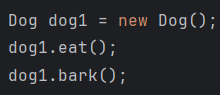 Dog dog1 = new Dog();
dog1.eat();
dog1.bark();